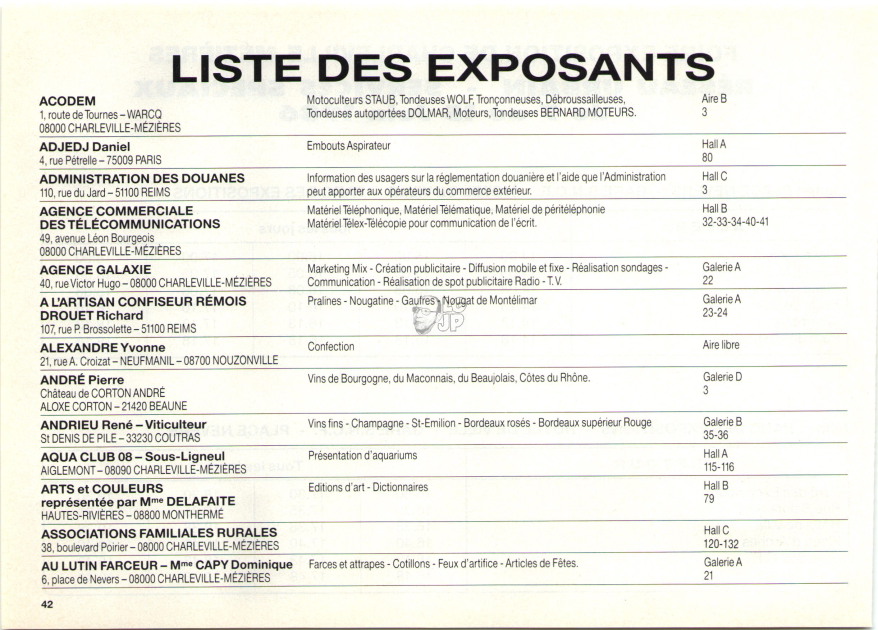 LISTE DES EXPOSANTS
ACODEM
1, route de Tournes – WARCQ
08000 CHARLEVILLE-MÉZIÈRES
Motoculteurs STAUB, Tondeuses WOLF, Tronçonneuses, Débroussailleuses,
Tondeuses autoportées DOLMAR, Moteurs, Tondeuses BERNARD MOTEURS.
Aire B
3
ADJEDJ Daniel
4, rue Pétrelle – 75009 PARIS
Embouts Aspirateur
Hall A
80
ADMINISTRATION DES DOUANES
110, rue du Jard – 51100 REIMS
Information des usagers sur la réglementation douanière et l'aide que l'Administration
peut apporter aux opérateurs du commerce extérieur.
Hall C
3
AGENCE COMMERCIALE
DES TÉLÉCOMMUNICATIONS
49, avenue Léon Bourgeois
08000 CHARLEVILLE-MÉZIÈRES
Matériel Téléphonique, Matériel Télématique, Matériel de péritéléphonie
Matériel Télex-Télécopie pour communication de l'écrit.
Hall B
32-33-34-40-41
AGENCE GALAXIE
40, rue Victor Hugo – 08000 CHARLEVILLE-MÉZIÈRES
Marketing Mix - Création publicitaire - Diffusion mobile et fixe - Réalisation sondages -
Communication - Réalisation de spot publicitaire Radio - T.V.
Galerie A
22
A L'ARTISAN CONFISEUR RÉMOIS
DROUET Richard
107, rue P. Brossolette – 51100 REIMS
Pralines - Nougatine - Gaufres - Nougat de Montélimar
Galerie A
23-24
JP
ALEXANDRE Yvonne
21, rue A. Croizat – NEUFMANIL – 08700 NOUZONVILLE
Confection
Aire libre
ANDRÉ Pierre
Château de CORTON ANDRÉ
ALOXE CORTON – 21420 BEAUNE
Vins de Bourgogne, du Maconnais, du Beaujolais, Côtes du Rhône.
Galerie D
3
ANDRIEU René – Viticulteur
St DENIS DE PILE – 33230 COUTRAS
Vins fins - Champagne - St-Emilion - Bordeaux rosés - Bordeaux supérieur Rouge
Galerie B
35-36
AQUA CLUB 08 – Sous-Ligneul
AIGLEMONT – 08090 CHARLEVILLE-MÉZIÈRES
Présentation d'aquariums
Hall A
115-116
ARTS et COULEURS
représentée par Mme DELAFAITE
HAUTES-RIVIÈRES – 08800 MONTHERMÉ
Editions d'art - Dictionnaires
Hall B
79
ASSOCIATIONS FAMILIALES RURALES
38, boulevard Poirier – 08000 CHARLEVILLE-MÉZIÈRES
Hall C
120-132
AU LUTIN FARCEUR – Mme CAPY Dominique
6, place de Nevers – 08000 CHARLEVILLE-MÉZIÈRES
Farces et attrapes - Cotillons - Feux d'artifice - Articles de Fêtes.
Galerie A
21
42